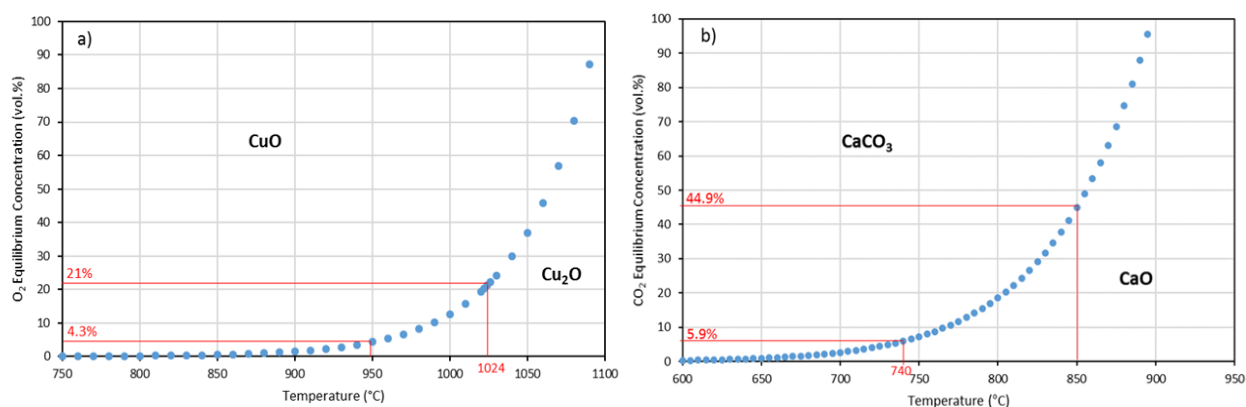 a)
O₂ Equilibrium Concentration (vol.%)
100
90
80
70
60
50
40
30
20
10
0
CuO
Cu₂O
21%
4.3%
750 800 850 900 950 1000 1050 1100
1024
Temperature (°C)
b)
CO₂ Equilibrium Concentration (vol.%)
100
90
80
70
60
50
40
30
20
10
0
CaCO₃
CaO
44.9%
5.9%
600 650 700 750 800 850 900 950
740
Temperature (°C)